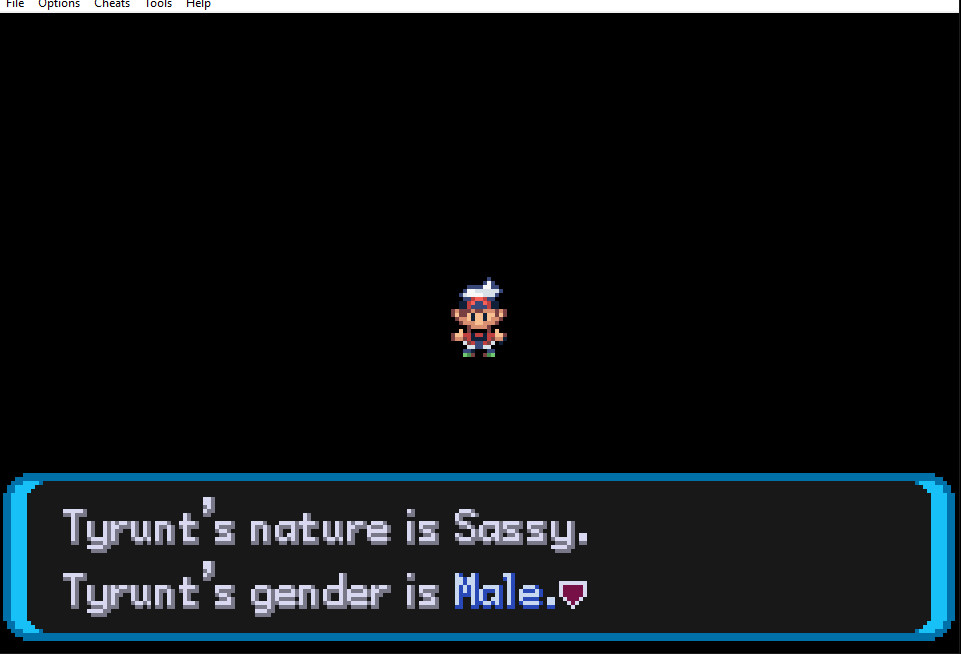 File Options Cheats Tools Help
Tyrunt's nature is Sassy.
Tyrunt's gender is Male.